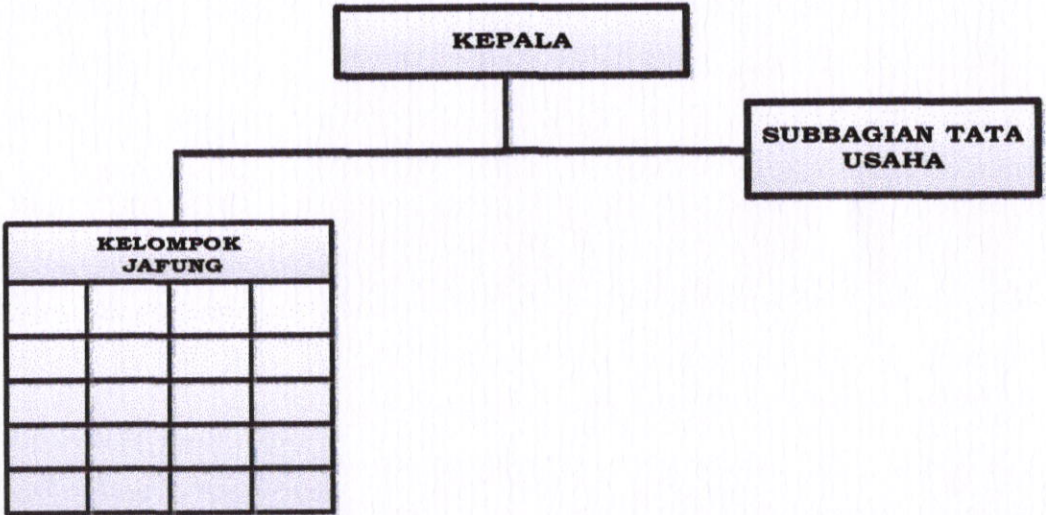 KEPALA
SUBBAGIAN TATA
USAHA
KELOMPOK
JAFUNG